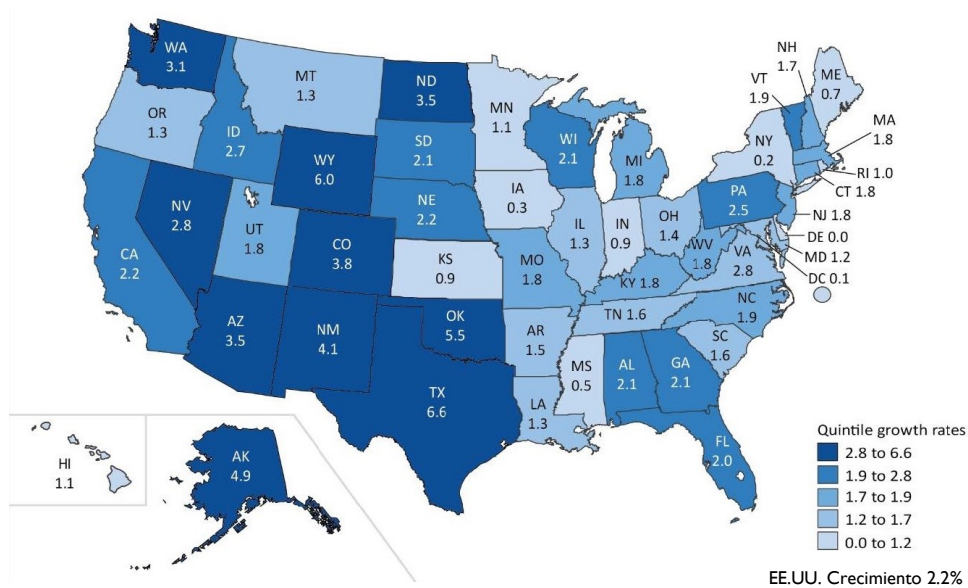 WA
3.1
MT
1.3
ND
3.5
MN
1.1
OR
1.3
ID
2.7
WY
6.0
SD
2.1
WI
2.1
MI
1.8
NH
1.7
VT
1.9
ME
0.7
NY
0.2
MA
1.8
RI 1.0
CT 1.8
NJ 1.8
DE 0.0
MD 1.2
DC 0.1
NV
2.8
UT
1.8
CO
3.8
NE
2.2
IA
0.3
KS
0.9
MO
1.8
IL
1.3
IN
0.9
OH
1.4
PA
2.5
WV
1.8
VA
2.8
KY 1.8
CA
2.2
AZ
3.5
NM
4.1
OK
5.5
AR
1.5
TN 1.6
NC
1.9
SC
1.6
TX
6.6
LA
1.3
MS
0.5
AL
2.1
GA
2.1
FL
2.0
HI
1.1
AK
4.9
Quintile growth rates
2.8 to 6.6
1.9 to 2.8
1.7 to 1.9
1.2 to 1.7
0.0 to 1.2
EE.UU. Crecimiento 2.2%